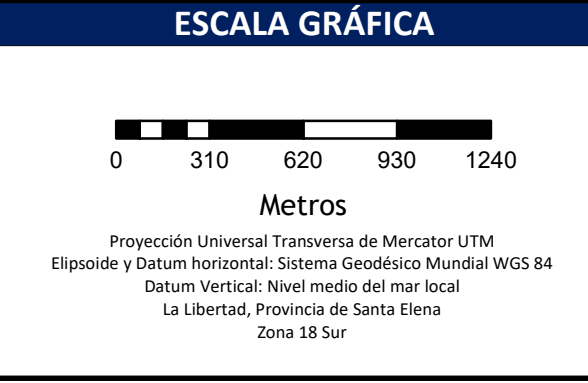 ESCALA GRÁFICA
0 310 620 930 1240
Metros
Proyección Universal Transversa de Mercator UTM
Elipsoide y Datum horizontal: Sistema Geodésico Mundial WGS 84
Datum Vertical: Nivel medio del mar local
La Libertad, Provincia de Santa Elena
Zona 18 Sur